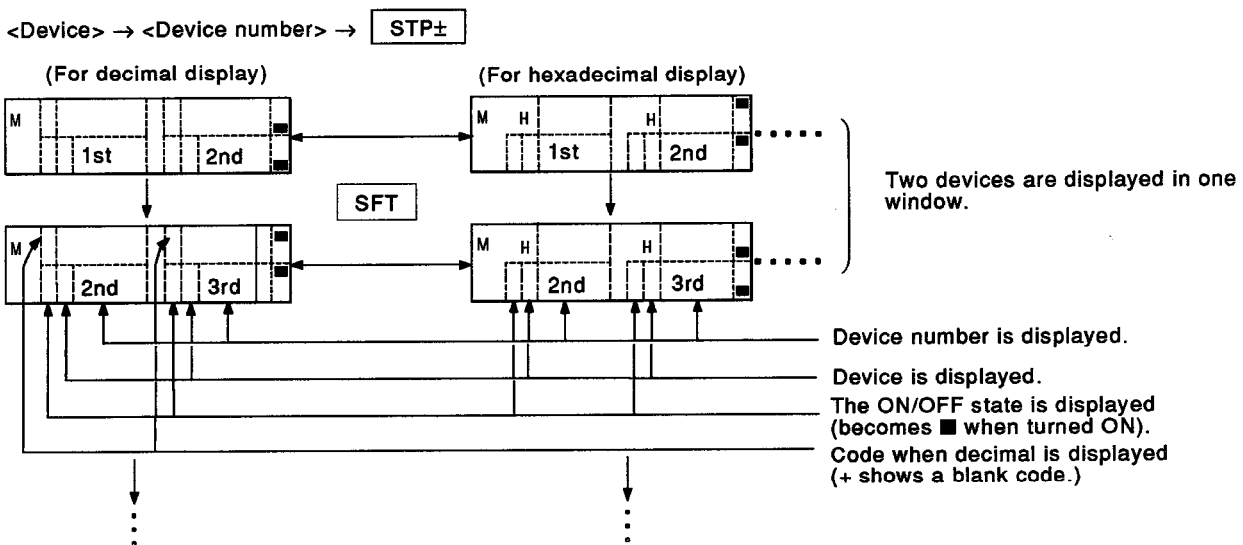 <Device> → <Device number> → STP±
(For decimal display) (For hexadecimal display)
M M H H
1st 2nd 1st 2nd
Two devices are displayed in one
window.
SFT
M M H H
2nd 3rd 2nd 3rd
Device number is displayed.
Device is displayed.
The ON/OFF state is displayed
(becomes ■ when turned ON).
Code when decimal is displayed
(+ shows a blank code.)